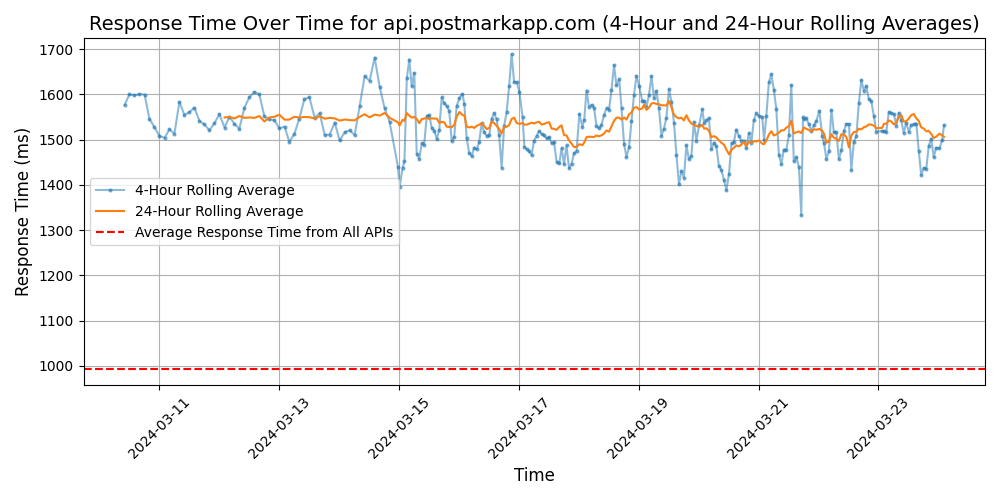 Response Time Over Time for api.postmarkapp.com (4-Hour and 24-Hour Rolling Averages)
Response Time (ms)
1700
1600
1500
1400
1300
1200
1100
1000
4-Hour Rolling Average
24-Hour Rolling Average
Average Response Time from All APIs
2024-03-11
2024-03-13
2024-03-15
2024-03-17
2024-03-19
2024-03-21
2024-03-23
Time